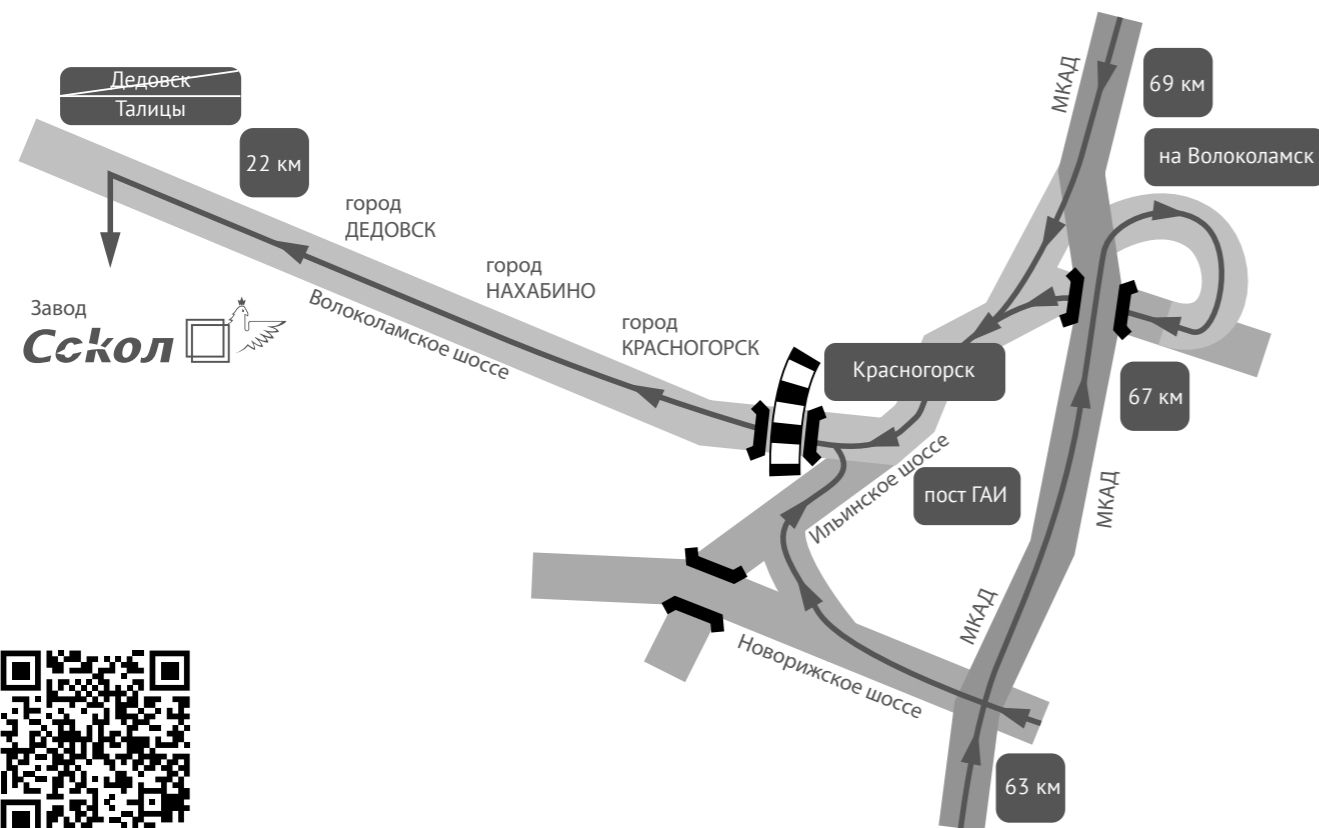 Дедовск
Талицы
22 км
МКАД
69 км
на Волоколамск
город
ДЕДОВСК
город
НАХАБИНО
город
КРАСНОГОРСК
Завод
Сокол
Волоколамское шоссе
Красногорск
67 км
Ильинское шоссе
пост ГАИ
МКАД
МКАД
Новорижское шоссе
63 км